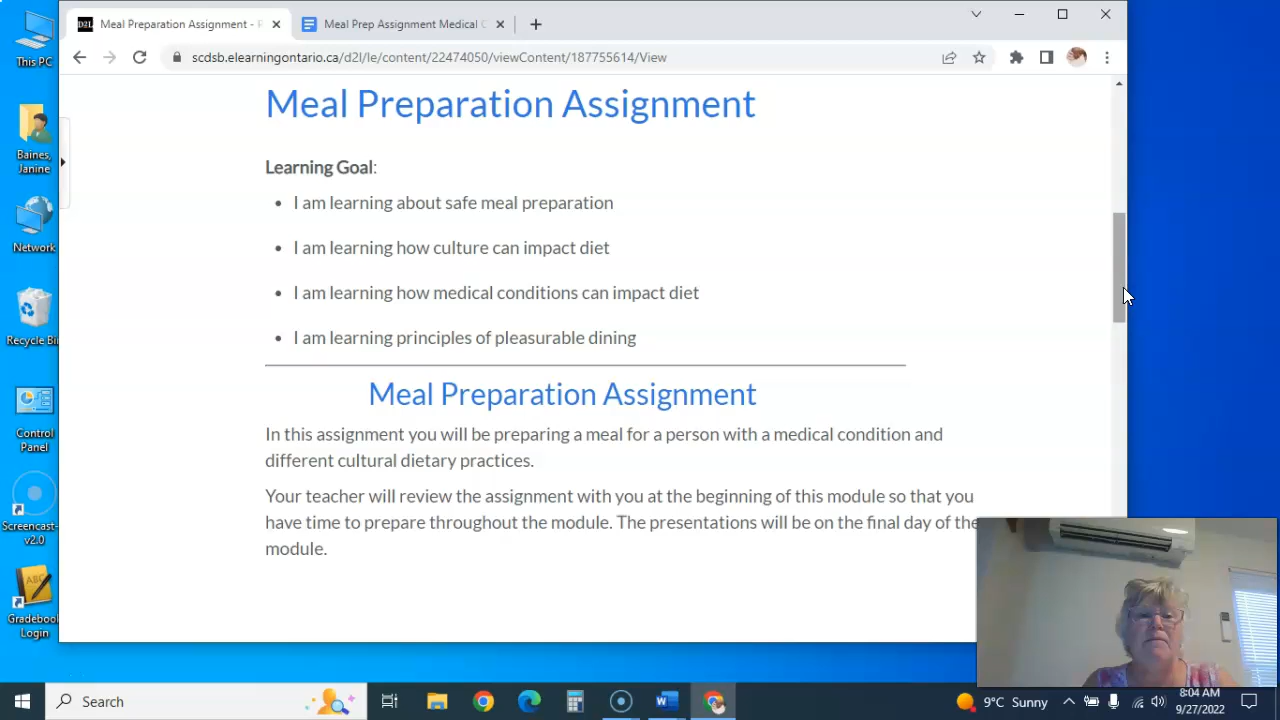 Meal Preparation Assignment -
Meal Prep Assignment Medical
This PC
scdsb.elearningontario.ca/d2l/le/content/22474050/viewContent/187755614/View
Meal Preparation Assignment
Learning Goal:
• I am learning about safe meal preparation
• I am learning how culture can impact diet
• I am learning how medical conditions can impact diet
• I am learning principles of pleasurable dining
Meal Preparation Assignment
In this assignment you will be preparing a meal for a person with a medical condition and
different cultural dietary practices.
Your teacher will review the assignment with you at the beginning of this module so that you
have time to prepare throughout the module. The presentations will be on the final day of the
module.
Baines,
Janine
Network
Recycle Bin
Control
Panel
Screencast-
v2.0
Gradebook
Login
Search
9°C Sunny
8:04 AM
9/27/2022